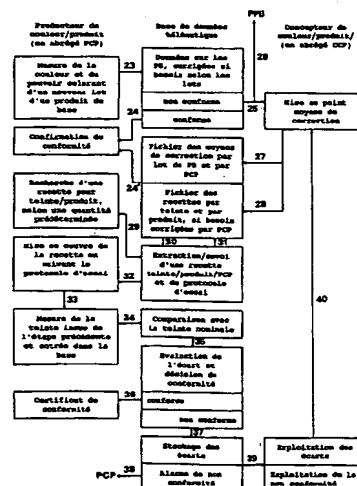 Producteur de
couleur/produit
(en abrégé PCP)
Base de données
télématique
PPB
Concepteur de
couleur/produit/
(en abrégé CCP)
Mesure de la
couleur et du
pouvoir colorant
d'un nouveau lot
d'un produit de
base
23
Données sur les
PB, corrigées si
besoin selon les
lots
non conforme
conforme
26
25
24
Mise au point
moyens de
correction
Confirmation de
conformité
Fichier des moyens
de correction par
lot de PB et par
PCP
27
24
Recherche d'une
recette pour
teinte/produit,
selon une quantité
prédéterminée
Fichier des
recettes par
teinte et par
produit, si besoin
corrigées par PCP
28
29
30
31
Mise en oeuvre de
la recette en
suivant le
protocole d'essai
32
Extraction/envoi
d'une recette
teinte/produit/PCP
et du protocole
d'essai
40
33
Mesure de la
teinte issue de
l'étape précédente
et entrée dans la
base
34
Comparaison avec
la teinte nominale
35
Evaluation de
l'écart et
décision de
conformité
conforme
non conforme
Certificat de
conformité
36
37
Stockage des
écarts
Alarme de non
conformité
39
Exploitation des
écarts
Exploitation de la
non conformité
PCP
38